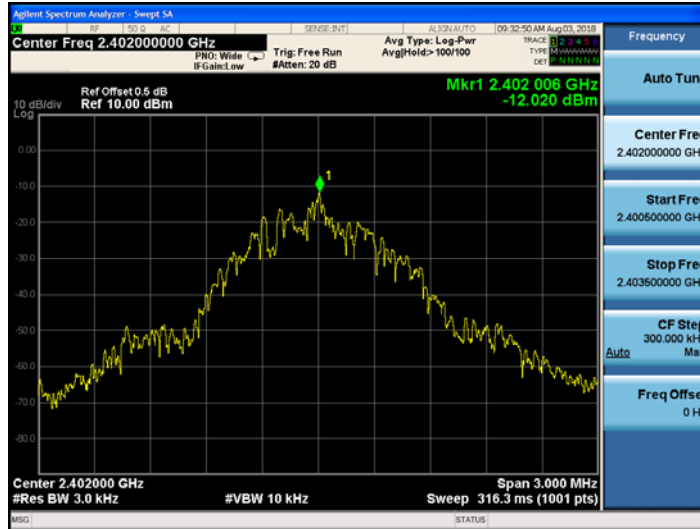 Agilent Spectrum Analyzer - Swept SA
RF 50 Ω AC SENSE:INT ALIGNAUTO 09:32:50 AM Aug 03, 2018
Center Freq 2.402000000 GHz
PNO: Wide
IFGain:Low
Trig: Free Run
#Atten: 20 dB
Avg Type: Log-Pwr
Avg|Hold:> 100/100
TRACE 1 2 3 4 5 6
TYPE
DET P N N N N N
Ref Offset 0.5 dB
10 dB/div Ref 10.00 dBm
Log
Mkr1 2.402 006 GHz
-12.020 dBm
0.00
-10.0
-20.0
-30.0
-40.0
-50.0
-60.0
-70.0
-80.0
1
Center 2.402000 GHz Span 3.000 MHz
#Res BW 3.0 kHz #VBW 10 kHz Sweep 316.3 ms (1001 pts)
MSG STATUS
Frequency
Auto Tun
Center Fre
2.402000000 GH
Start Fre
2.400500000 GH
Stop Fre
2.403500000 GH
CF Step
300.000 kH
Auto Ma
Freq Offse
0 H